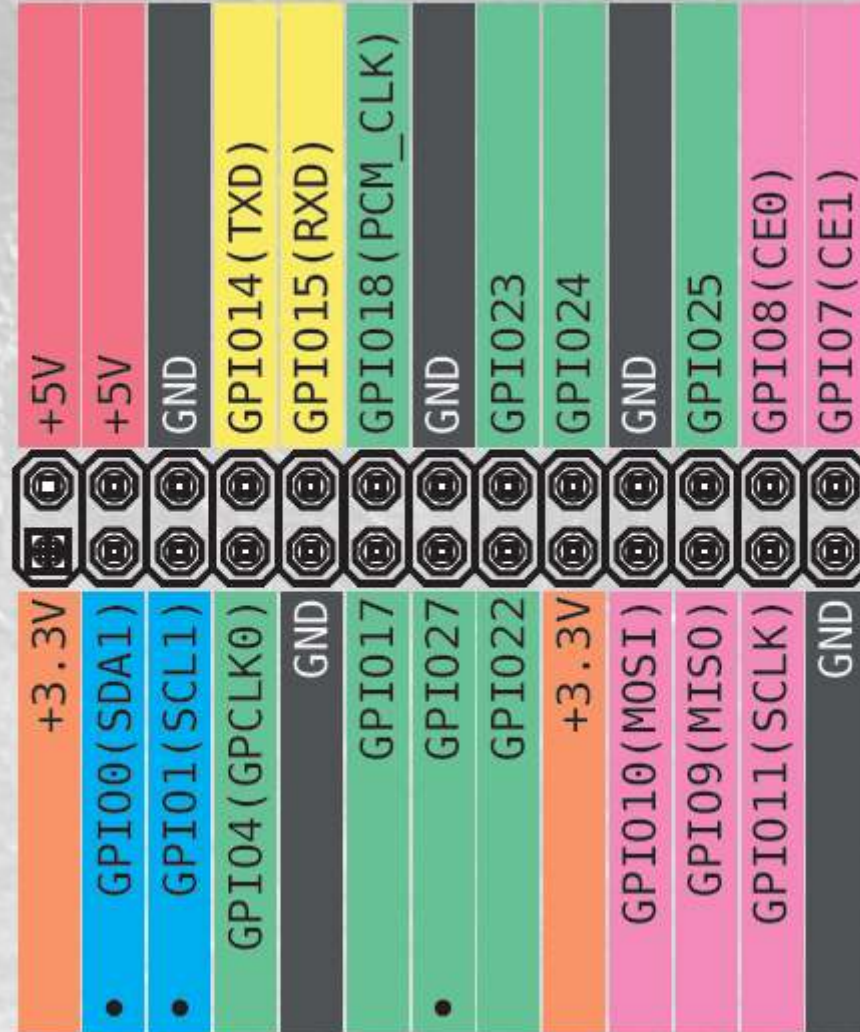 +5V
+5V
GND
GPIO14(TXD)
GPIO15(RXD)
GPIO18(PCM_CLK)
GND
GPIO23
GPIO24
GND
GPIO25
GPIO8(CE0)
GPIO7(CE1)
+3.3V
GPIO0(SDA1)
GPIO1(SCL1)
GPIO4(GPCLK0)
GND
GPIO17
GPIO27
GPIO22
+3.3V
GPIO10(MOSI)
GPIO9(MISO)
GPIO11(SCLK)
GND